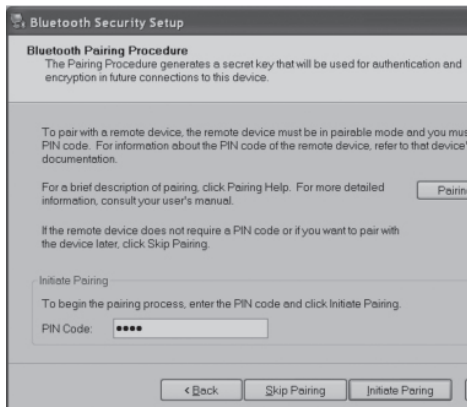 Bluetooth Security Setup
Bluetooth Pairing Procedure
The Pairing Procedure generates a secret key that will be used for authentication and
encryption in future connections to this device.
To pair with a remote device, the remote device must be in pairable mode and you mus
PIN code. For information about the PIN code of the remote device, refer to that device'
documentation.
For a brief description of pairing, click Pairing Help. For more detailed
information, consult your user's manual.
Pairing
If the remote device does not require a PIN code or if you want to pair with
the device later, click Skip Pairing.
Initiate Pairing
To begin the pairing process, enter the PIN code and click Initiate Pairing.
PIN Code: ●●●●
< Back Skip Pairing Initiate Paring